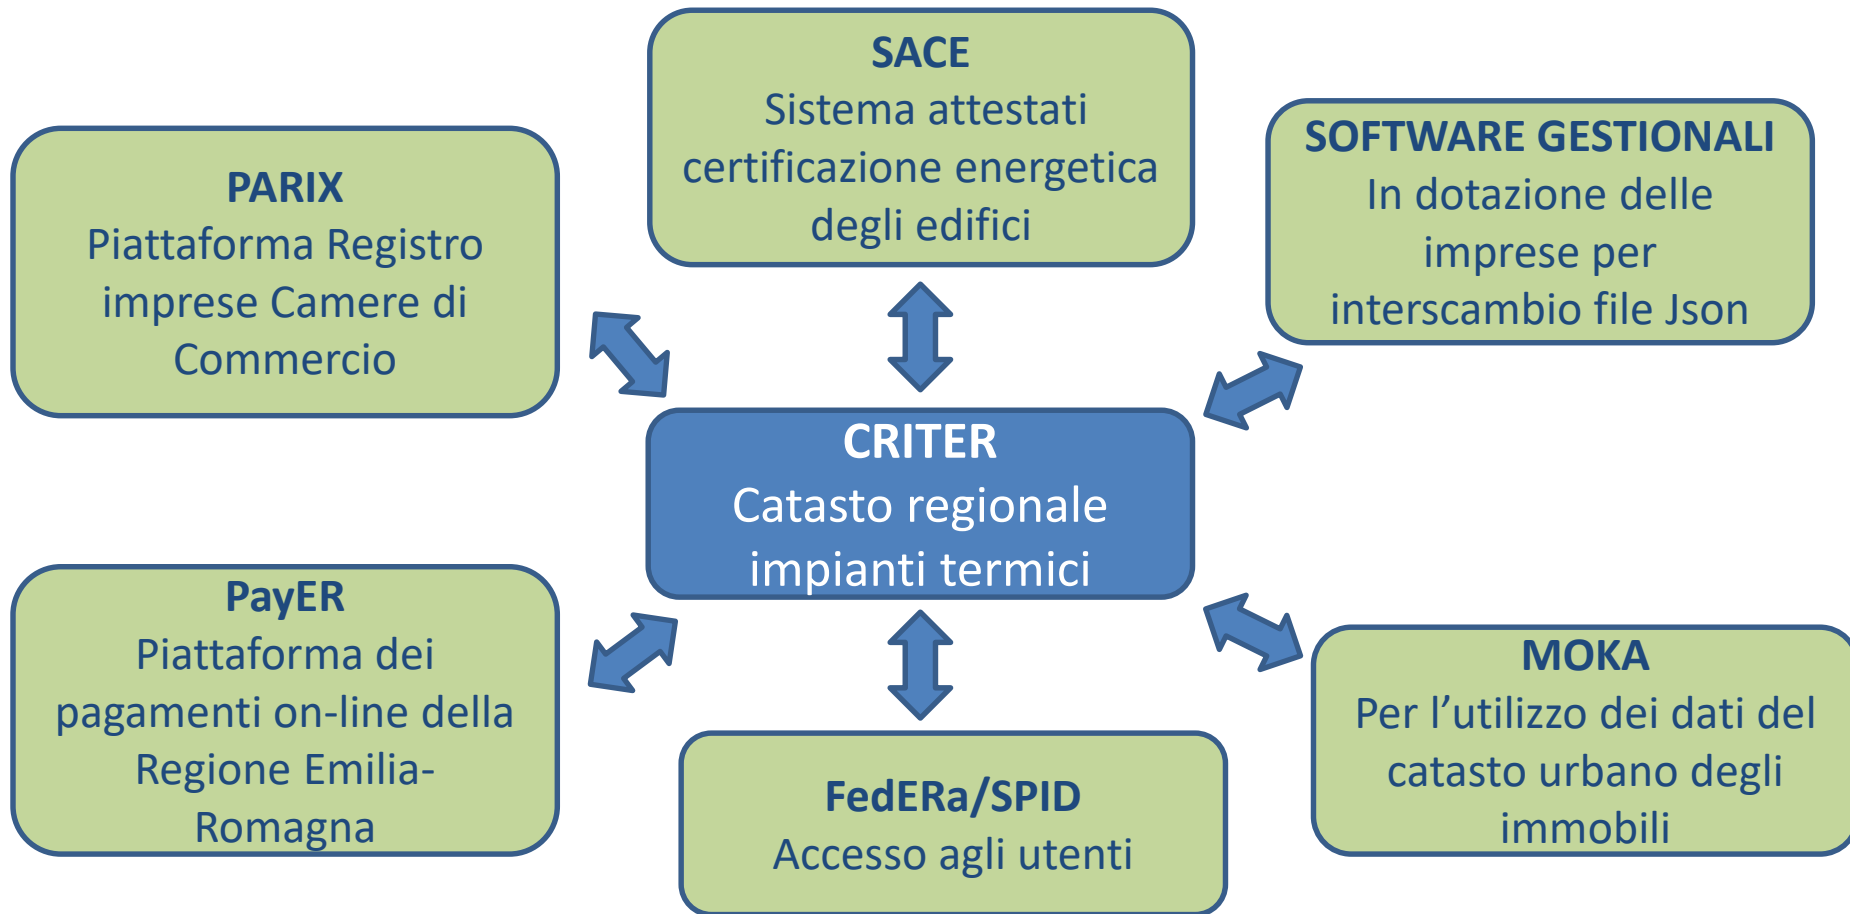 SACE
Sistema attestati
certificazione energetica
degli edifici
PARIX
Piattaforma Registro
imprese Camere di
Commercio
SOFTWARE GESTIONALI
In dotazione delle
imprese per
interscambio file Json
CRITER
Catasto regionale
impianti termici
PayER
Piattaforma dei
pagamenti on-line della
Regione Emilia-
Romagna
FedERa/SPID
Accesso agli utenti
MOKA
Per l’utilizzo dei dati del
catasto urbano degli
immobili